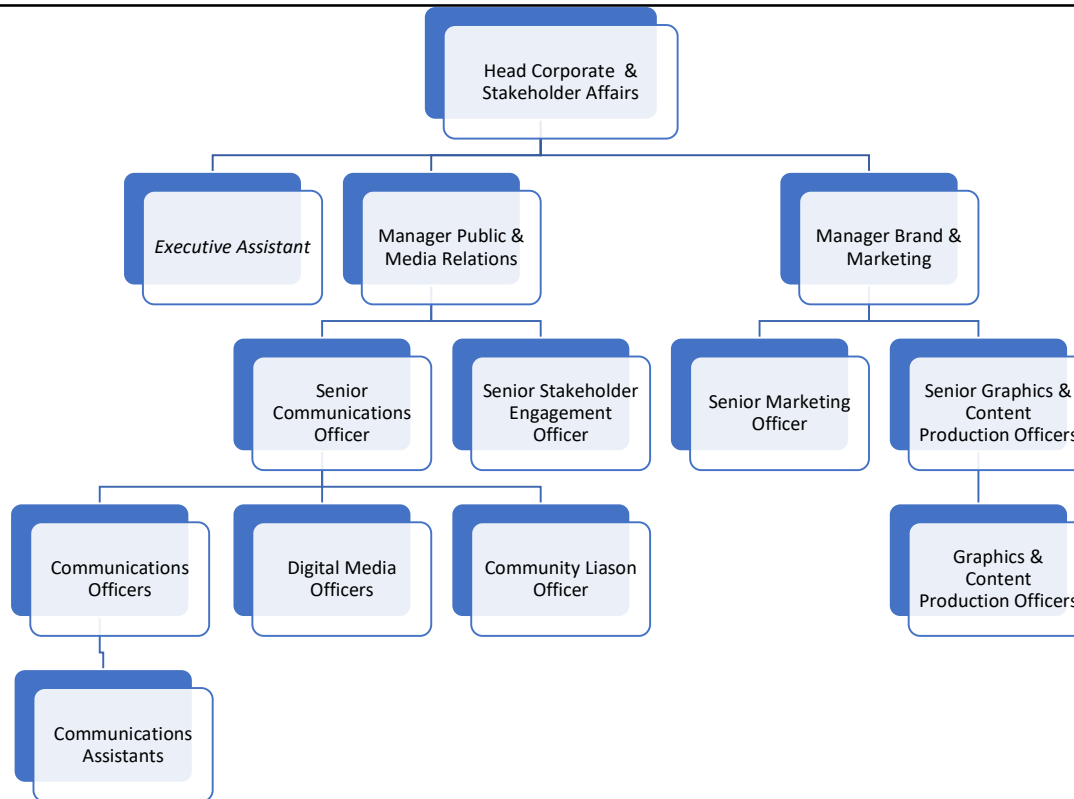 Head Corporate &
Stakeholder Affairs
Executive Assistant
Manager Public &
Media Relations
Manager Brand &
Marketing
Senior
Communications
Officer
Senior Stakeholder
Engagement
Officer
Senior Marketing
Officer
Senior Graphics &
Content
Production Officers
Communications
Officers
Digital Media
Officers
Community Liason
Officer
Graphics &
Content
Production Officers
Communications
Assistants